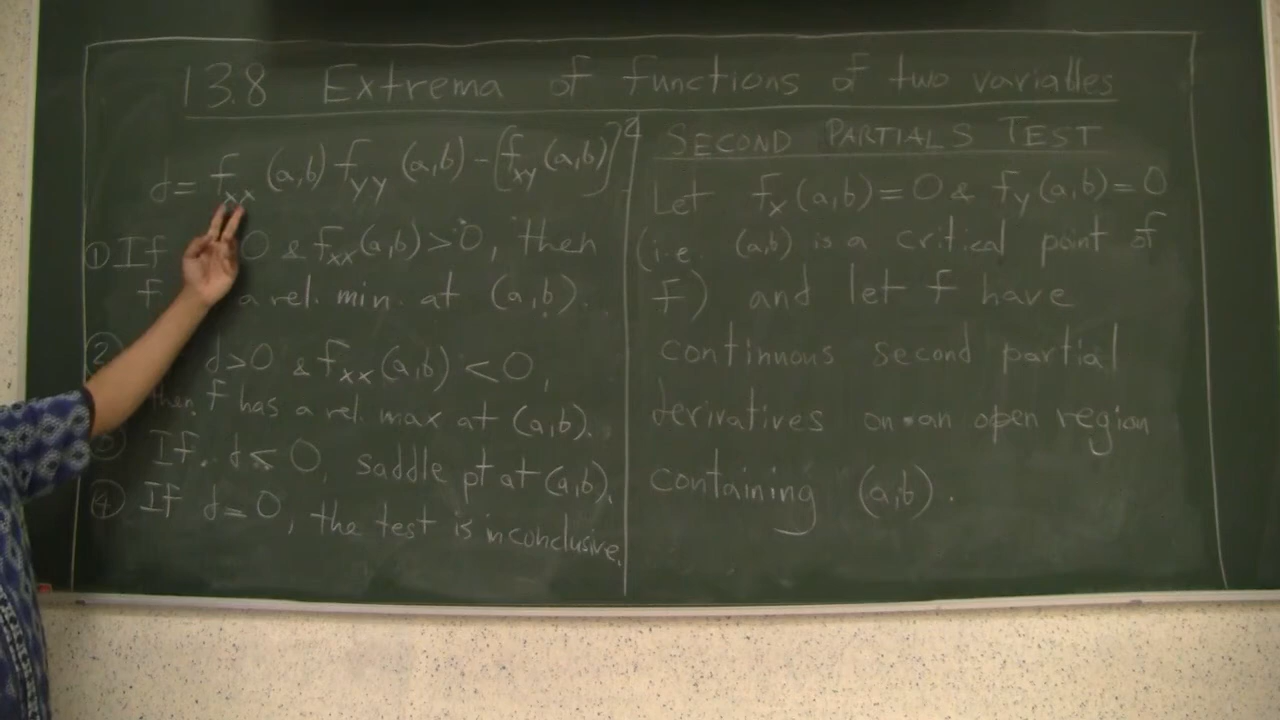 13.8 Extrema of functions of two variables
d = f_xx (a,b) f_yy (a,b) - [f_xy (a,b)]^2
① If 0 & f_xx (a,b) > 0, then
f a rel. min. at (a,b).
② d>0 & f_xx (a,b) < 0,
then f has a rel. max at (a,b).
③ If d < 0, saddle pt at (a,b).
④ If d=0, the test is inconclusive.
SECOND PARTIALS TEST
Let f_x (a,b) = 0 & f_y (a,b) = 0
(i.e. (a,b) is a critical point of
f) and let f have
continuous second partial
derivatives on an open region
containing (a,b).